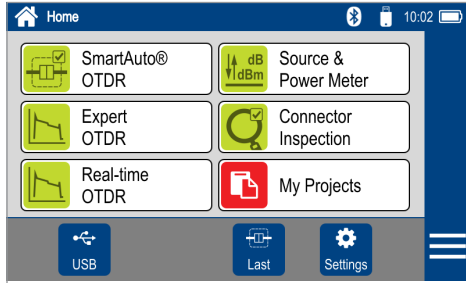 Home
10:02
SmartAuto®
OTDR
dB
dBm
Source &
Power Meter
Expert
OTDR
Connector
Inspection
Real-time
OTDR
My Projects
USB
Last
Settings